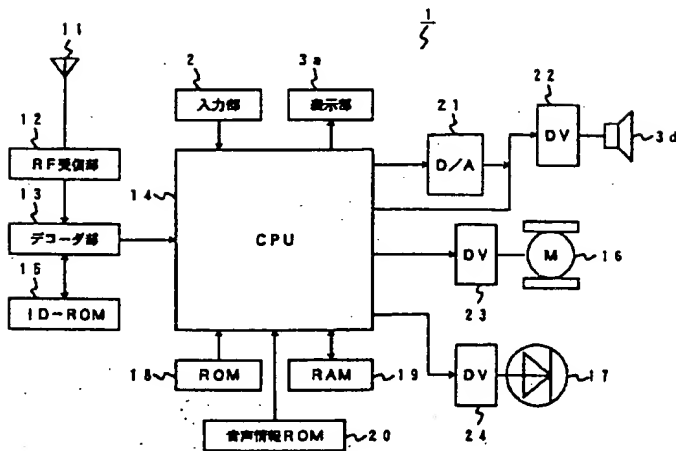 1
11
2
3a
22
入力部
表示部
21
12
DV
3d
RF受信部
D/A
14
13
デコーダ部
CPU
DV
M
16
15
23
ID-ROM
18
ROM
RAM
19
DV
17
音声情報ROM
20
24